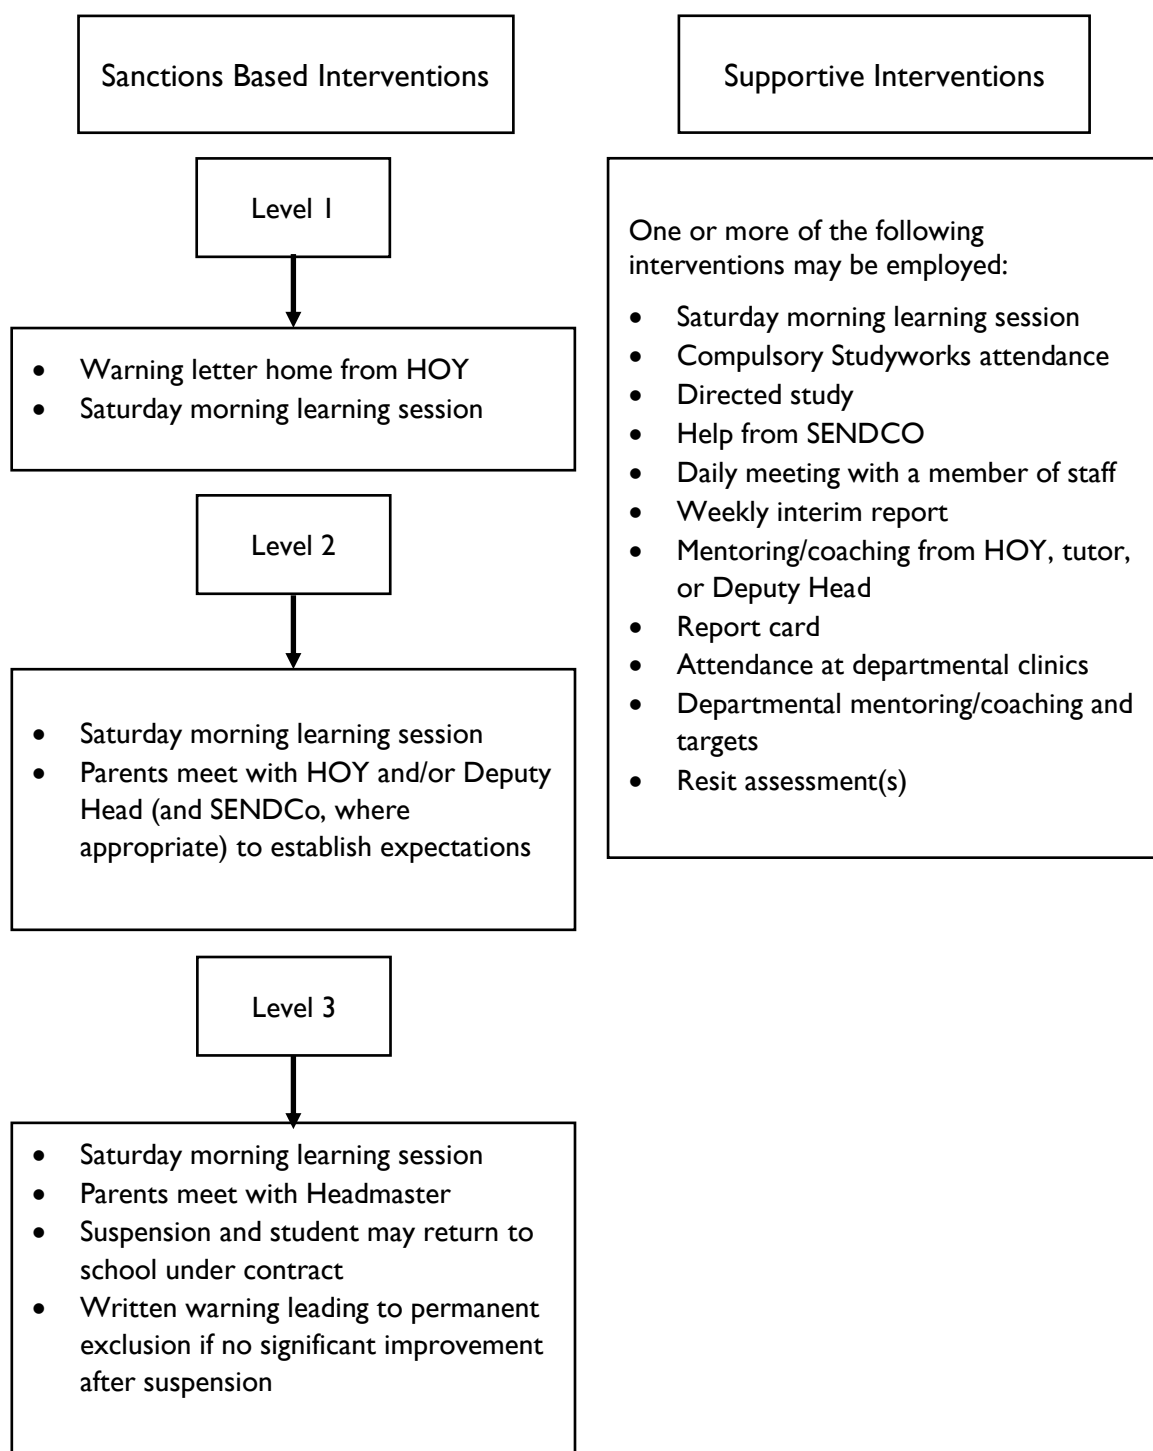 Sanctions Based Interventions
Level 1
• Warning letter home from HOY
• Saturday morning learning session
Level 2
• Saturday morning learning session
• Parents meet with HOY and/or Deputy
Head (and SENDCo, where
appropriate) to establish expectations
Level 3
• Saturday morning learning session
• Parents meet with Headmaster
• Suspension and student may return to
school under contract
• Written warning leading to permanent
exclusion if no significant improvement
after suspension
Supportive Interventions
One or more of the following
interventions may be employed:
• Saturday morning learning session
• Compulsory Studyworks attendance
• Directed study
• Help from SENDCO
• Daily meeting with a member of staff
• Weekly interim report
• Mentoring/coaching from HOY, tutor,
or Deputy Head
• Report card
• Attendance at departmental clinics
• Departmental mentoring/coaching and
targets
• Resit assessment(s)